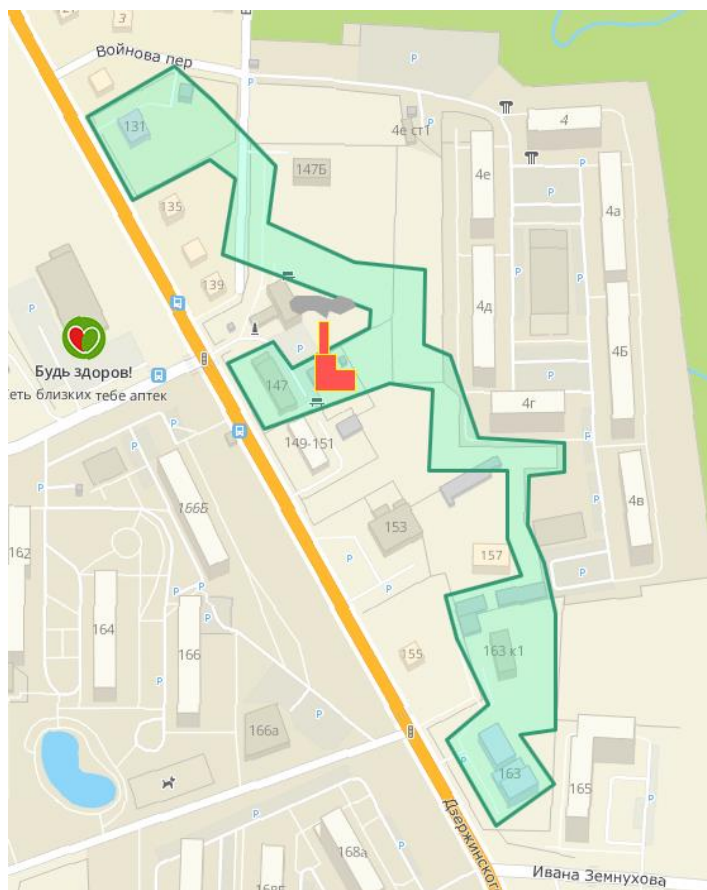 3
Войнова пер
P
P
131
P
4е ст1
4
147Б
4е
P
4а
135
P
139
4д
4Б
P
P
Будь здоров!
P
еть близких тебе аптек
147
P
4г
149-151
P
P
166Б
4в
162
153
157
P
P
P
164
166
155
163 к1
P
166а
P
163
165
P
Дзержинского
P
168а
168Б
Ивана Земнухова